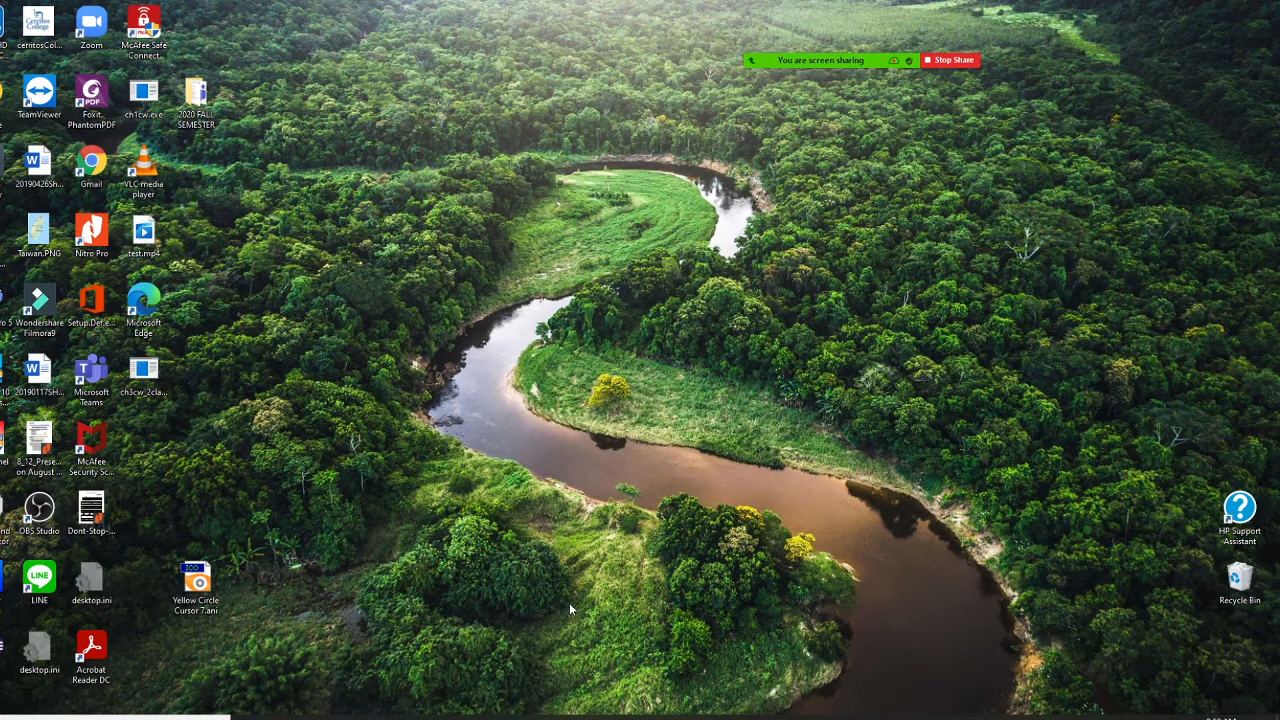 You are screen sharing
Stop Share
cerritosCol...
Zoom
McAfee Safe
Connect
TeamViewer
PDF
Foxit
PhantomPDF
ch1cw.exe
2020 FALL
SEMESTER
20190426Sh...
Gmail
VLC media
player
Taiwan.PNG
Nitro Pro
test.mp4
Wondershare
Filmora9
Setup.Def.e...
Microsoft
Edge
20190117SH...
Microsoft
Teams
ch3cw_2cla...
8_12_Prese...
on August ...
McAfee
Security Sc...
OBS Studio
Dont-Stop-...
HP Support
Assistant
LINE
desktop.ini
ICO
Yellow Circle
Cursor 7.ani
Recycle Bin
desktop.ini
Acrobat
Reader DC